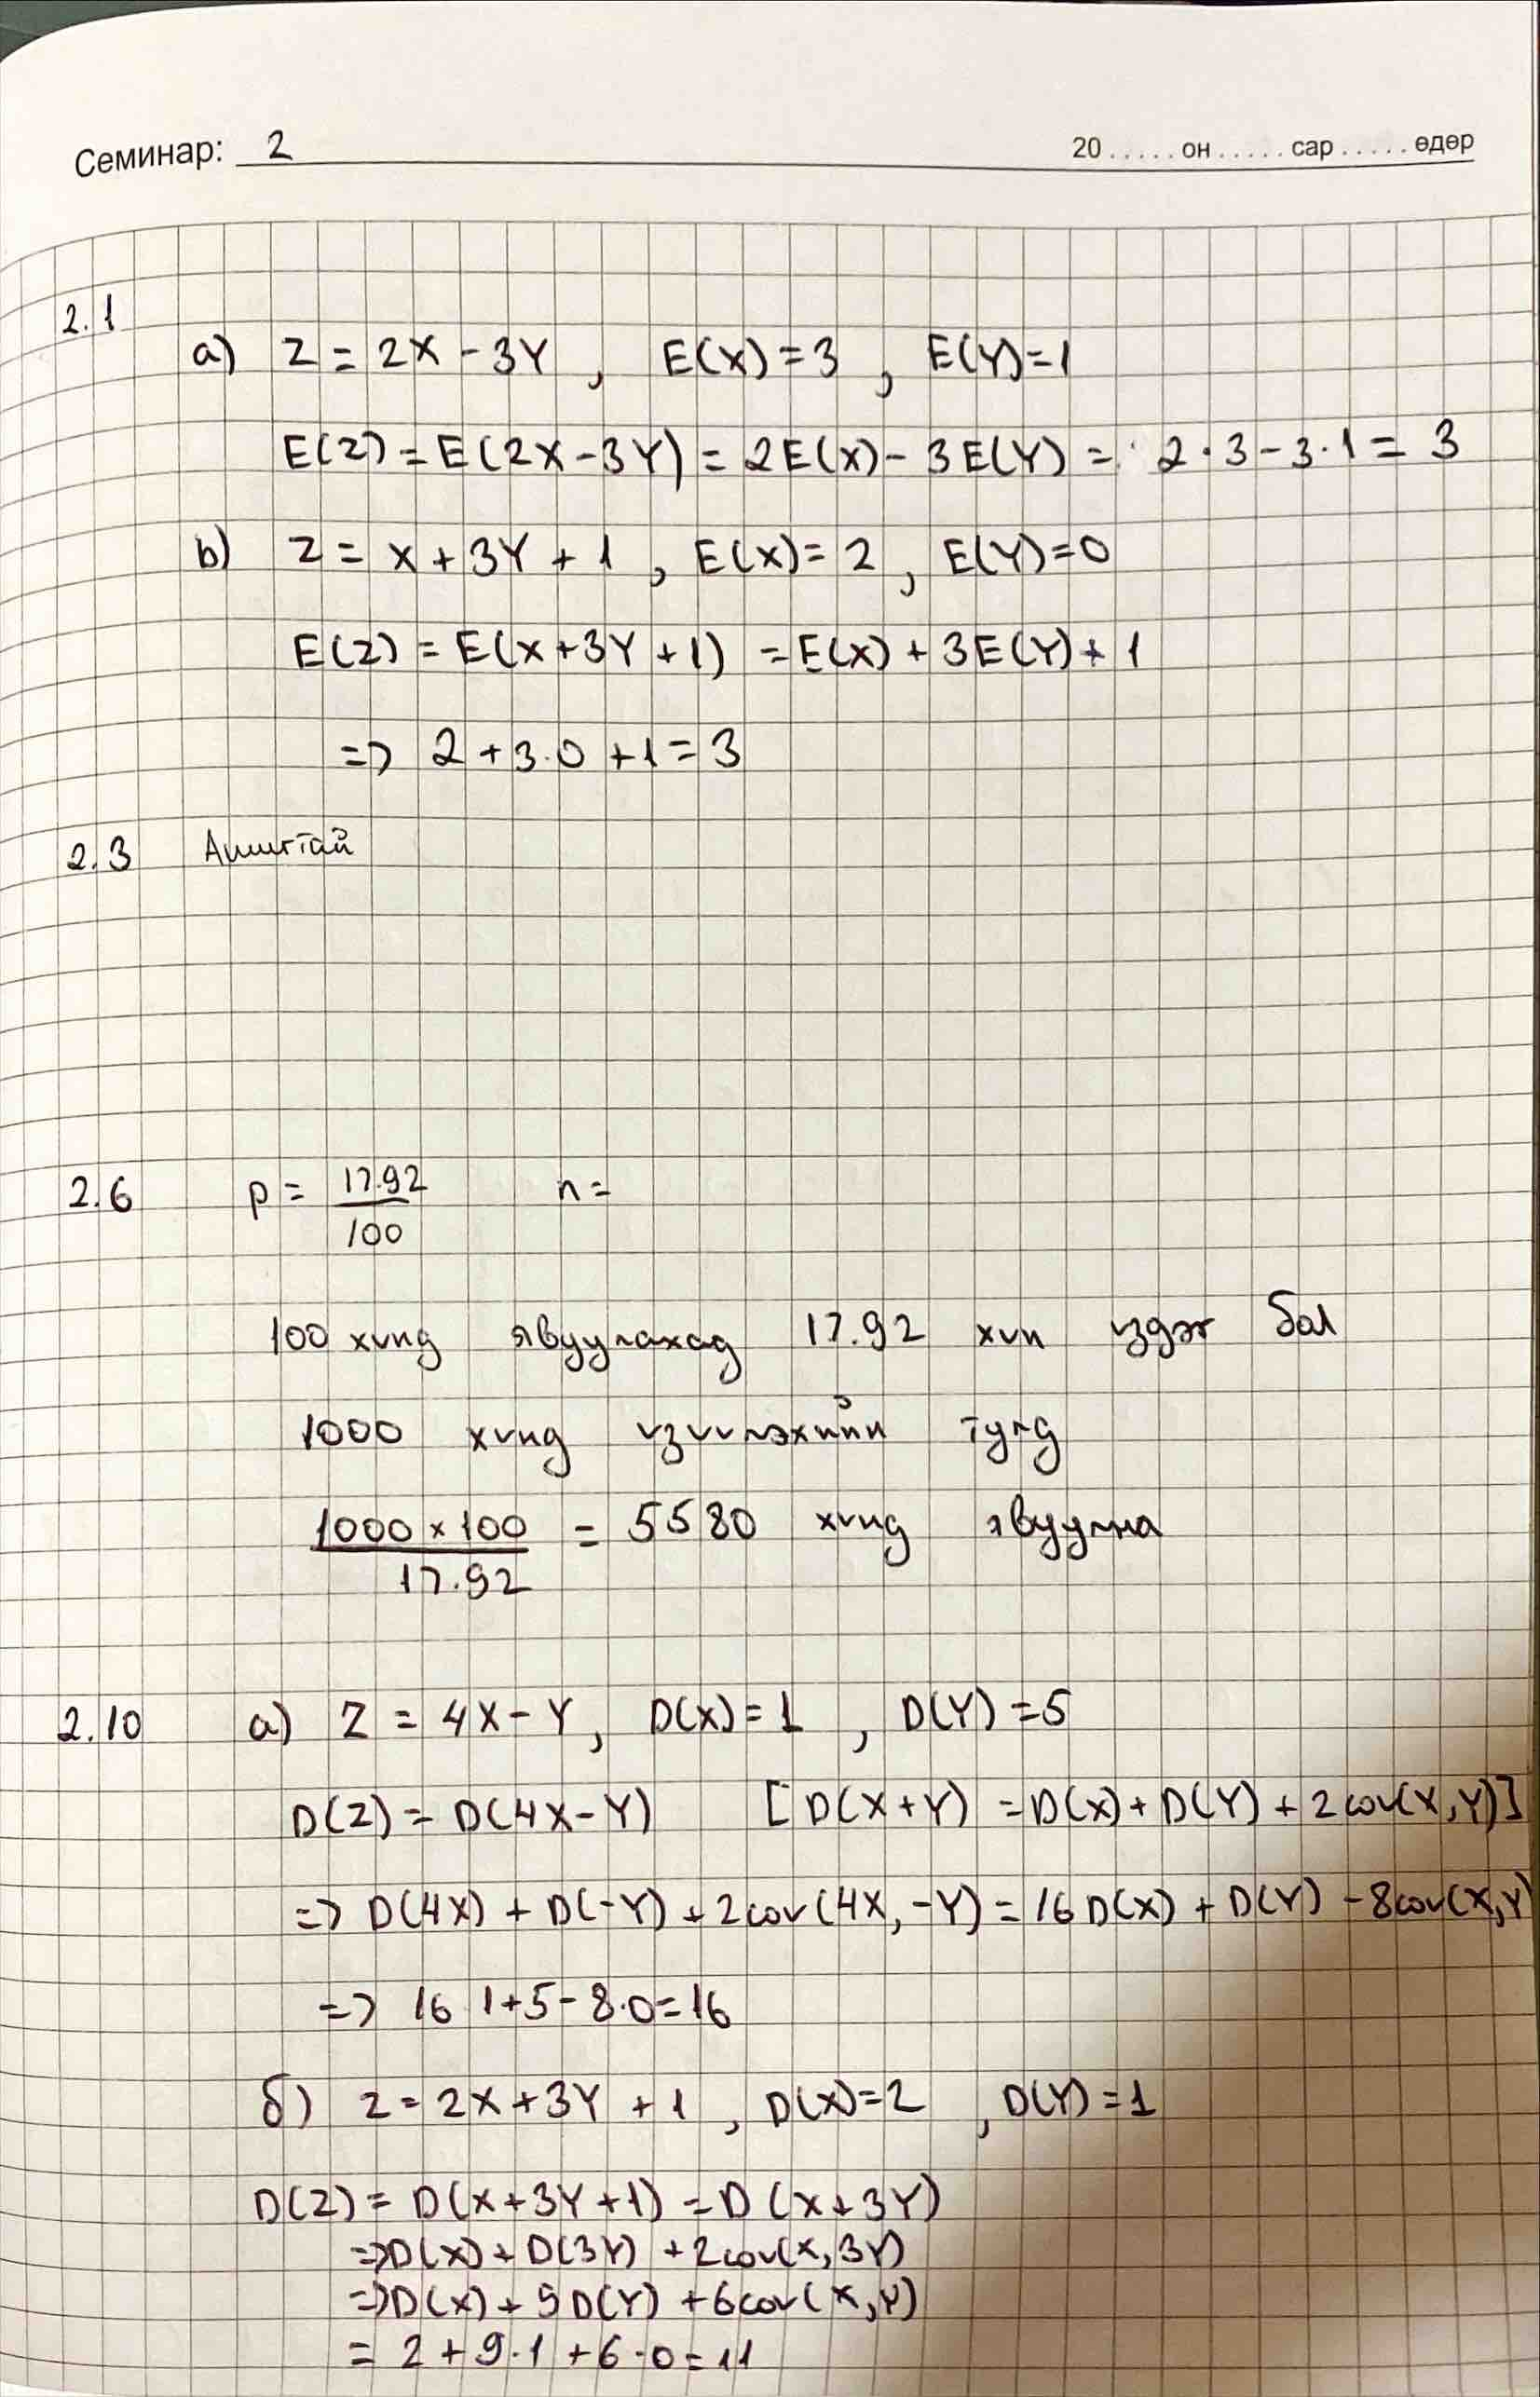 Семинар: 2
20 ..... он ..... сар ..... өдөр
2.1
a) Z = 2X - 3Y , E(X) = 3 , E(Y)=1
E(Z) = E(2X - 3Y) = 2E(X) - 3E(Y) = 2 · 3 - 3 · 1 = 3
b) Z = X + 3Y + 1 , E(X) = 2 , E(Y)=0
E(Z) = E(X+3Y+1) = E(X) + 3E(Y) + 1
=> 2 + 3·0 + 1 = 3
2.3 Ашигтай
2.6 p = 17.92/100 n =
100 хүнд явуулахад 17.92 хүн үздэг бол
1000 хүнд үзүүлэхийн тулд
1000 × 100 / 17.92 = 5580 хүнд явуулна
2.10 a) Z = 4X - Y , D(X) = 1 , D(Y) = 5
D(Z) = D(4X - Y) [D(X+Y) = D(X) + D(Y) + 2cov(X,Y)]
=> D(4X) + D(-Y) + 2cov(4X, -Y) = 16D(X) + D(Y) - 8cov(X,Y)
=> 16 1+5-8·0=16
б) Z = 2X + 3Y + 1 , D(X)=2 , D(Y)=1
D(Z) = D(X+3Y+1) = D(X+3Y)
=> D(X) + D(3Y) + 2cov(X, 3Y)
=> D(X) + 9D(Y) + 6cov(X,Y)
= 2 + 9·1 + 6·0 = 11